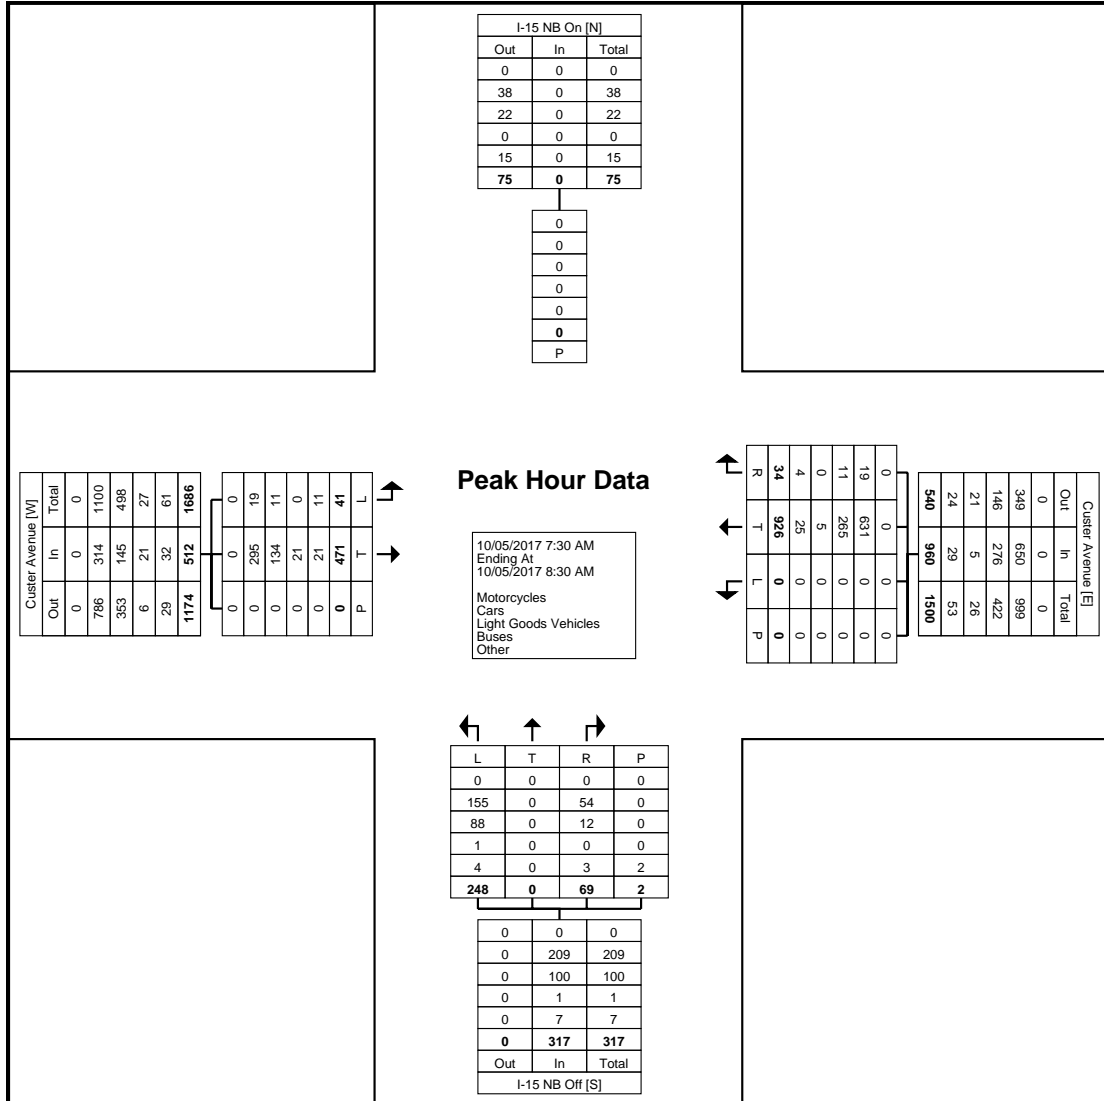 I-15 NB On [N]
Out In Total
0 0 0
38 0 38
22 0 22
0 0 0
15 0 15
75 0 75
0
0
0
0
0
0
P
Custer Avenue [W]
Total In Out
0 0 0
1100 314 786
498 145 353
27 21 6
61 32 29
1686 512 1174
0 0 0
19 295 0
11 134 0
0 21 0
11 21 0
41 471 0
L T P
Peak Hour Data
10/05/2017 7:30 AM
Ending At
10/05/2017 8:30 AM
Motorcycles
Cars
Light Goods Vehicles
Buses
Other
R T L P
34 926 0 0
4 25 0 0
0 5 0 0
11 265 0 0
19 631 0 0
0 0 0 0
Custer Avenue [E]
Out In Total
0 0 0
349 650 999
146 276 422
21 5 26
24 29 53
540 960 1500
L T R P
0 0 0 0
155 0 54 0
88 0 12 0
1 0 0 0
4 0 3 2
248 0 69 2
0 0 0
0 209 209
0 100 100
0 1 1
0 7 7
0 317 317
Out In Total
I-15 NB Off [S]